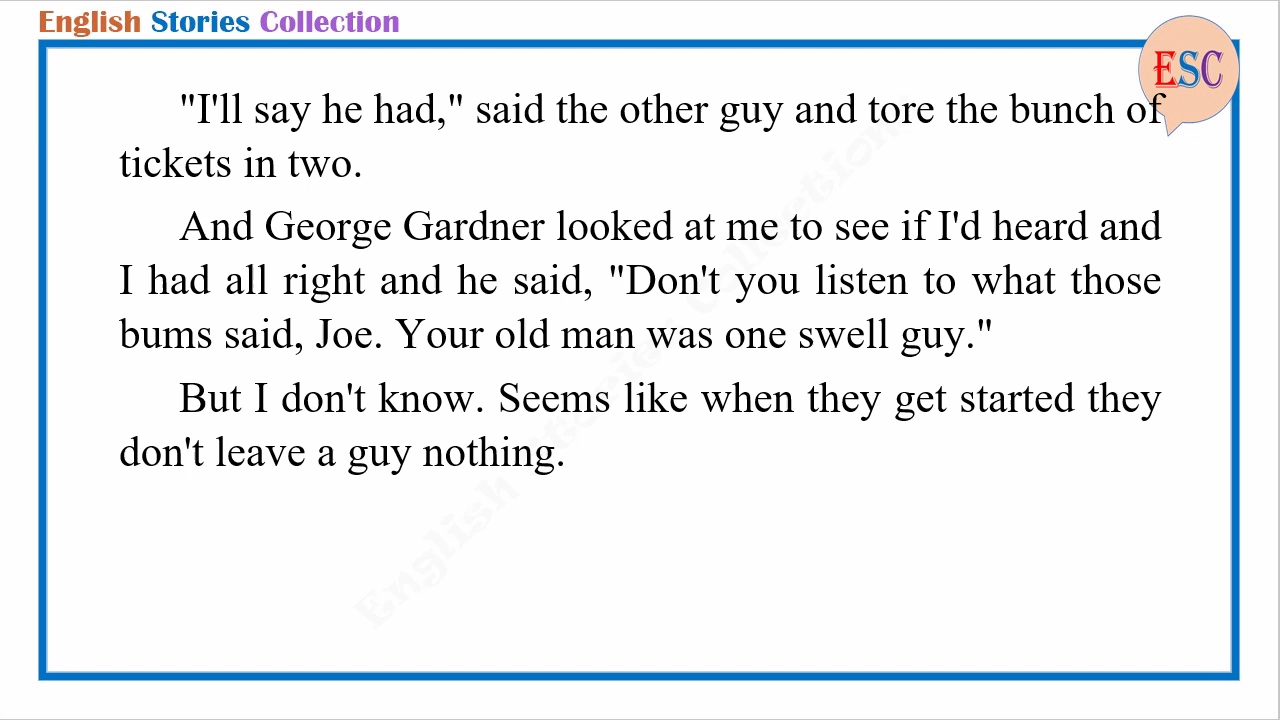 English Stories Collection
ESC
"I'll say he had," said the other guy and tore the bunch of
tickets in two.
And George Gardner looked at me to see if I'd heard and
I had all right and he said, "Don't you listen to what those
bums said, Joe. Your old man was one swell guy."
But I don't know. Seems like when they get started they
don't leave a guy nothing.
English Stories Collection